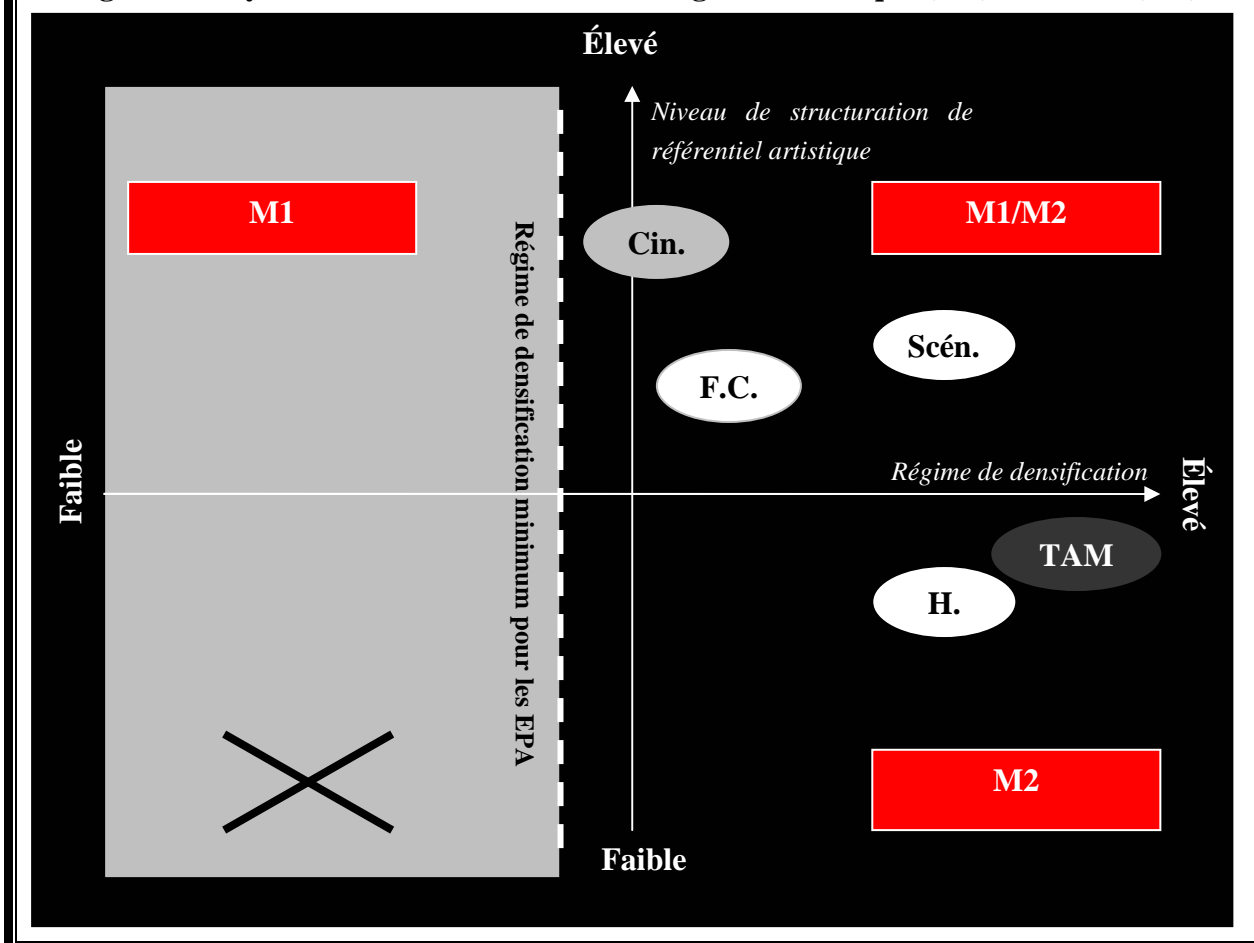 Élevé
Niveau de structuration de
référentiel artistique
M1
M1/M2
Cin.
Régime de densification minimum pour les EPA
Scén.
F.C.
Faible
Régime de densification
Élevé
TAM
H.
M2
Faible